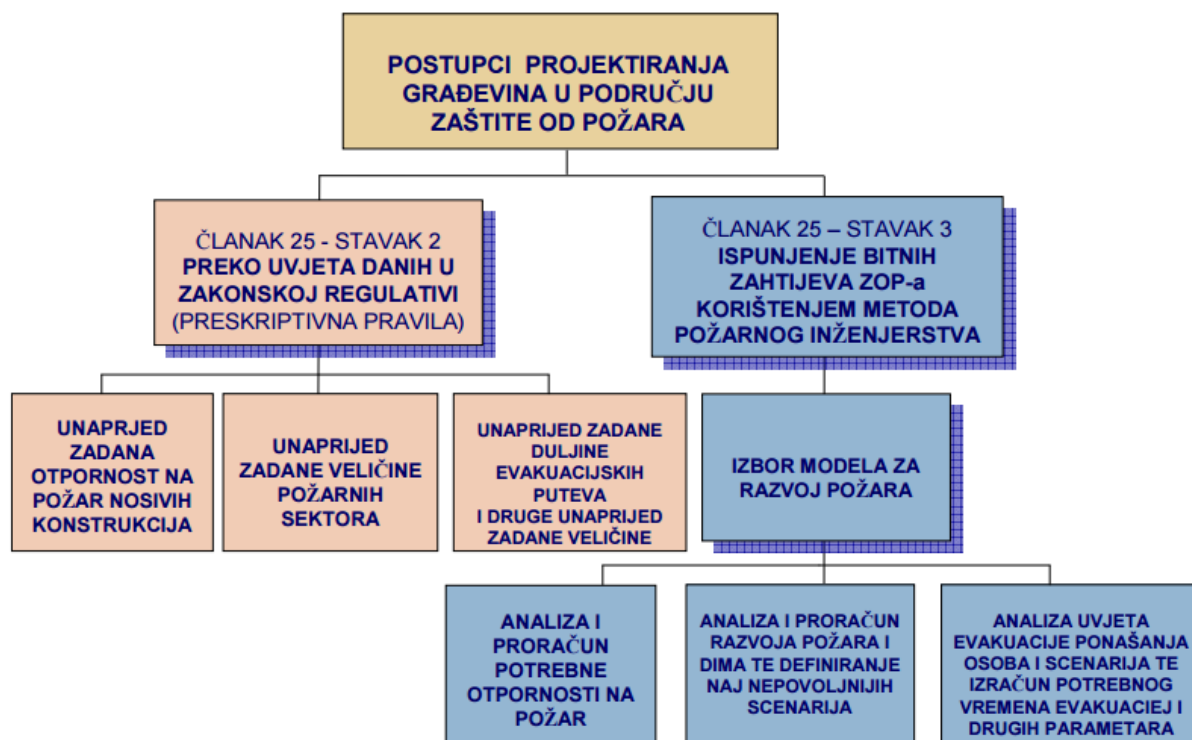 POSTUPCI PROJEKTIRANJA
GRAĐEVINA U PODRUČJU
ZAŠTITE OD POŽARA
ČLANAK 25 - STAVAK 2
PREKO UVJETA DANIH U
ZAKONSKOJ REGULATIVI
(PRESKRIPTIVNA PRAVILA)
ČLANAK 25 – STAVAK 3
ISPUNJENJE BITNIH
ZAHTIJEVA ZOP-a
KORIŠTENJEM METODA
POŽARNOG INŽENJERSTVA
UNAPRJED
ZADANA
OTPORNOST NA
POŽAR NOSIVIH
KONSTRUKCIJA
UNAPRIJED
ZADANE VELIČINE
POŽARNIH
SEKTORA
UNAPRIJED ZADANE
DULJINE
EVAKUACIJSKIH
PUTEVA
I DRUGE UNAPRIJED
ZADANE VELIČINE
IZBOR MODELA ZA
RAZVOJ POŽARA
ANALIZA I
PRORAČUN
POTREBNE
OTPORNOSTI NA
POŽAR
ANALIZA I PRORAČUN
RAZVOJA POŽARA I
DIMA TE DEFINIRANJE
NAJ NEPOVOLJNIJIH
SCENARIJA
ANALIZA UVJETA
EVAKUACIJE PONAŠANJA
OSOBA I SCENARIJA TE
IZRAČUN POTREBNOG
VREMENA EVAKUACIEJ I
DRUGIH PARAMETARA